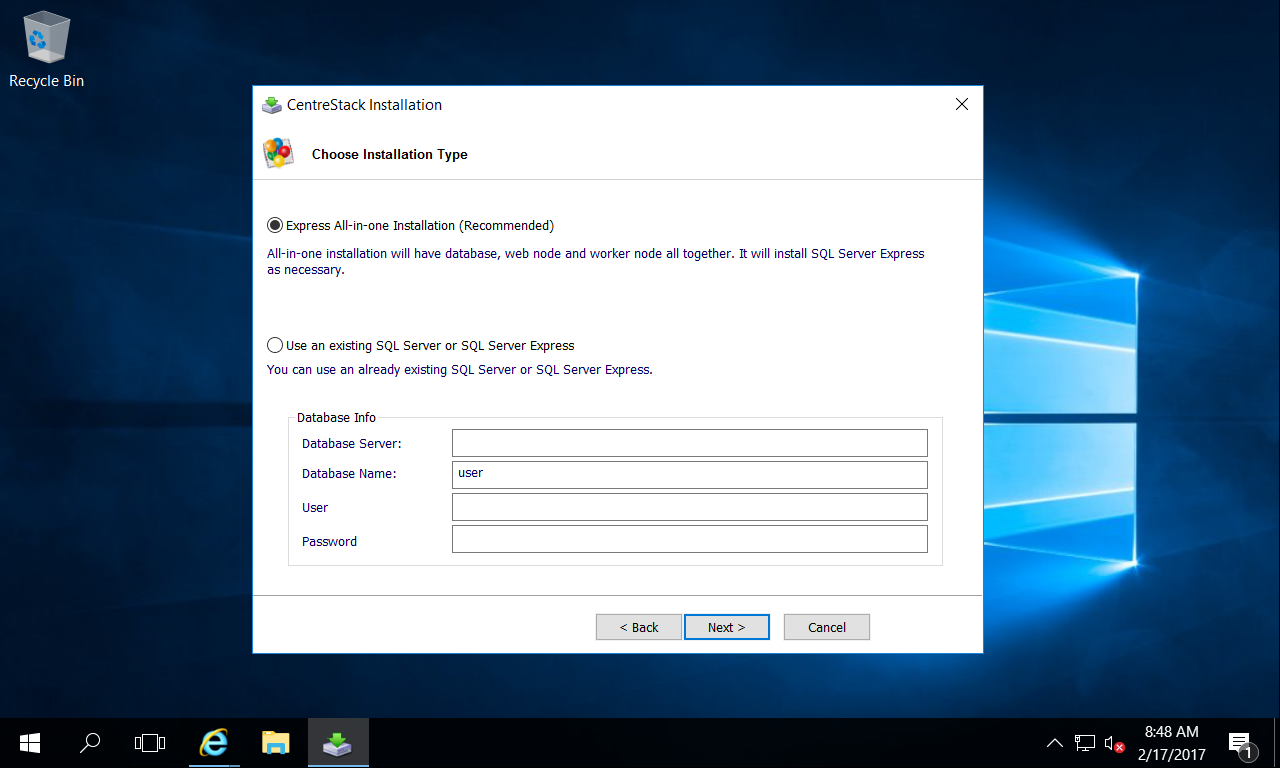 Recycle Bin
CentreStack Installation
Choose Installation Type
Express All-in-one Installation (Recommended)
All-in-one installation will have database, web node and worker node all together. It will install SQL Server Express
as necessary.
Use an existing SQL Server or SQL Server Express
You can use an already existing SQL Server or SQL Server Express.
Database Info
Database Server:
Database Name: user
User
Password
< Back Next > Cancel
8:48 AM
2/17/2017
1